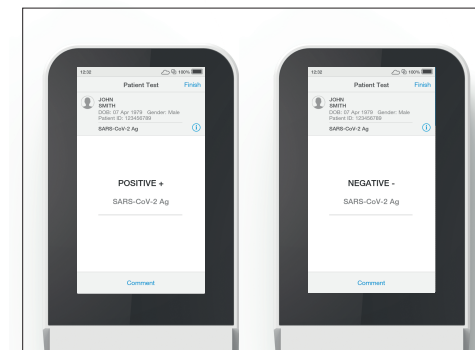 12:32 100%
Patient Test Finish
JOHN
SMITH
DOB: 07 Apr 1979 Gender: Male
Patient ID: 123456789
SARS-CoV-2 Ag
POSITIVE +
SARS-CoV-2 Ag
Comment
12:32 100%
Patient Test Finish
JOHN
SMITH
DOB: 07 Apr 1979 Gender: Male
Patient ID: 123456789
SARS-CoV-2 Ag
NEGATIVE -
SARS-CoV-2 Ag
Comment